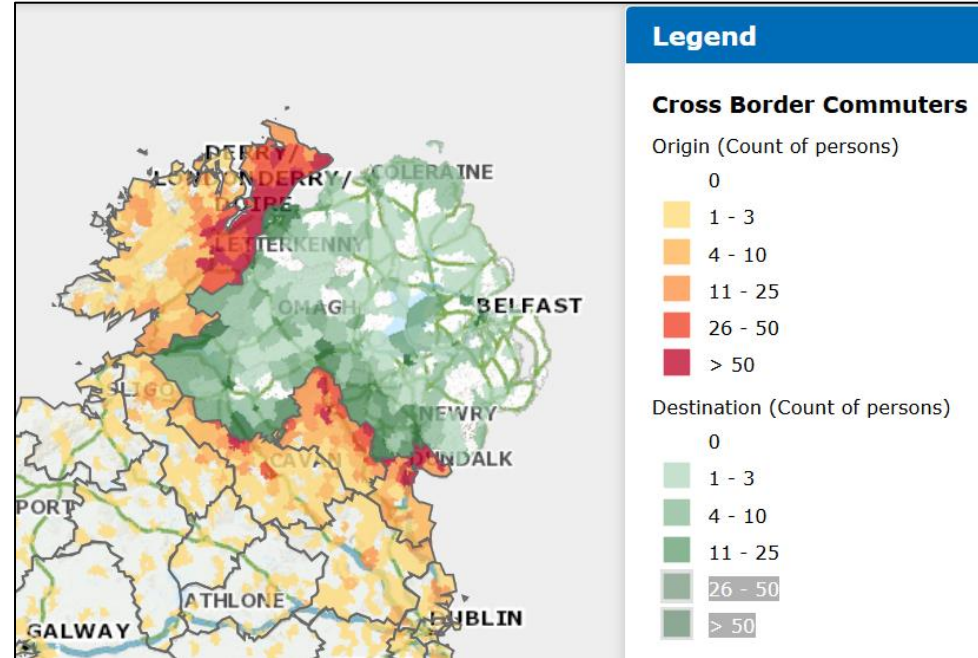 DERRY/
LONDONDERRY/
DOIRE
COLERAINE
LETTERKENNY
OMAGH
BELFAST
SLIGO
NEWRY
CAVAN
DUNDALK
PORT
ATHLONE
GALWAY
DUBLIN
Legend
Cross Border Commuters
Origin (Count of persons)
0
1 - 3
4 - 10
11 - 25
26 - 50
> 50
Destination (Count of persons)
0
1 - 3
4 - 10
11 - 25
26 - 50
> 50